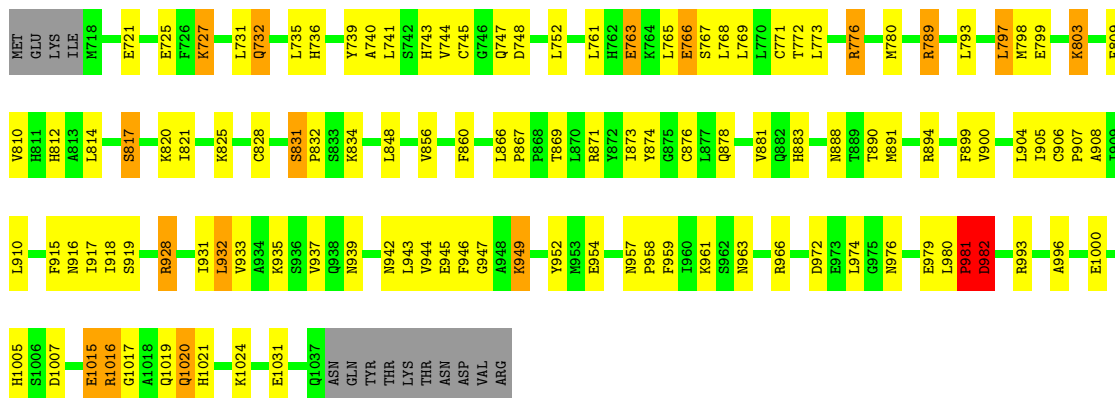 MET GLU LYS ILE M718 E721 E725 F726 K727 L731 Q732 L735 H736 Y739 A740 L741 S742 H743 V744 C745 G746 Q747 D748 L752 L761 H762 E763 K764 L765 E766 S767 L768 L769 L770 C771 T772 L773 R776 M780 R789 L793 L797 M798 E799 K803
V810 H811 H812 A813 L814 S817 K820 I821 K825 C828 S831 P832 S833 K834 L848 V856 F860 L866 P867 P868 T869 L870 R871 Y872 I873 Y874 G875 C876 L877 Q878 V881 Q882 H883 N888 T889 T890 M891 R894 F899 V900 L904 I905 C906 P907 A908
L910 F915 N916 I917 I918 S919 R928 I931 L932 V933 A934 K935 S936 V937 Q938 N939 N942 L943 V944 E945 F946 G947 A948 K949 Y952 M953 E954 N957 P958 F959 I960 K961 S962 N963 R966 D972 E973 L974 G975 N976 E979 L980 P981 D982 R993 A996 E1000
H1005 S1006 D1007 E1015 R1016 G1017 A1018 Q1019 Q1020 H1021 K1024 E1031 Q1037 ASN GLN TYR THR LYS THR ASN ASP VAL ARG